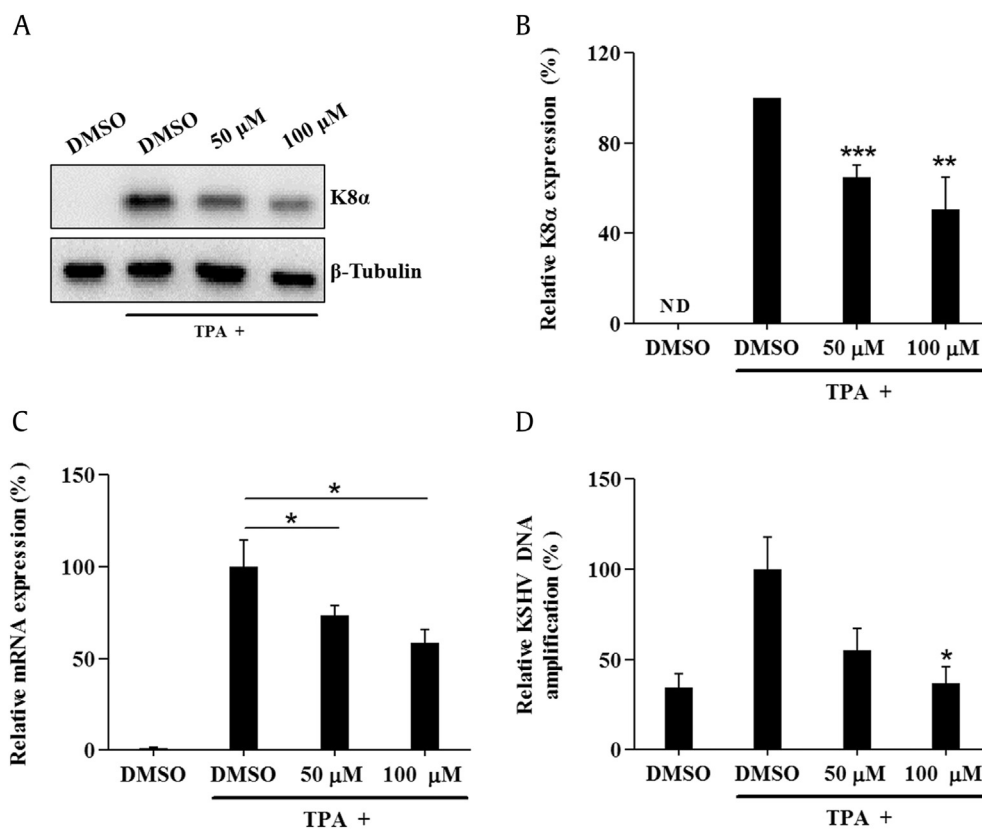 A
DMSO
DMSO
50 μM
100 μM
K8α
β-Tubulin
TPA +
B
Relative K8α expression (%)
120
80
40
0
ND
***
**
DMSO
DMSO
50 μM
100 μM
TPA +
C
Relative mRNA expression (%)
150
100
50
0
*
*
DMSO
DMSO
50 μM
100 μM
TPA +
D
Relative KSHV DNA
amplification (%)
150
100
50
0
*
DMSO
DMSO
50 μM
100 μM
TPA +